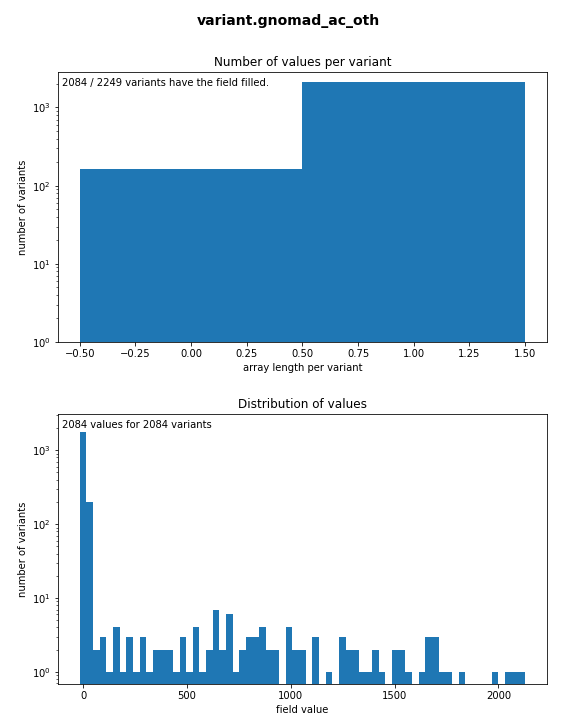 variant.gnomad_ac_oth
Number of values per variant
2084 / 2249 variants have the field filled.
number of variants
10³
10²
10¹
10⁰
−0.50 −0.25 0.00 0.25 0.50 0.75 1.00 1.25 1.50
array length per variant
Distribution of values
2084 values for 2084 variants
number of variants
10³
10²
10¹
10⁰
0 500 1000 1500 2000
field value